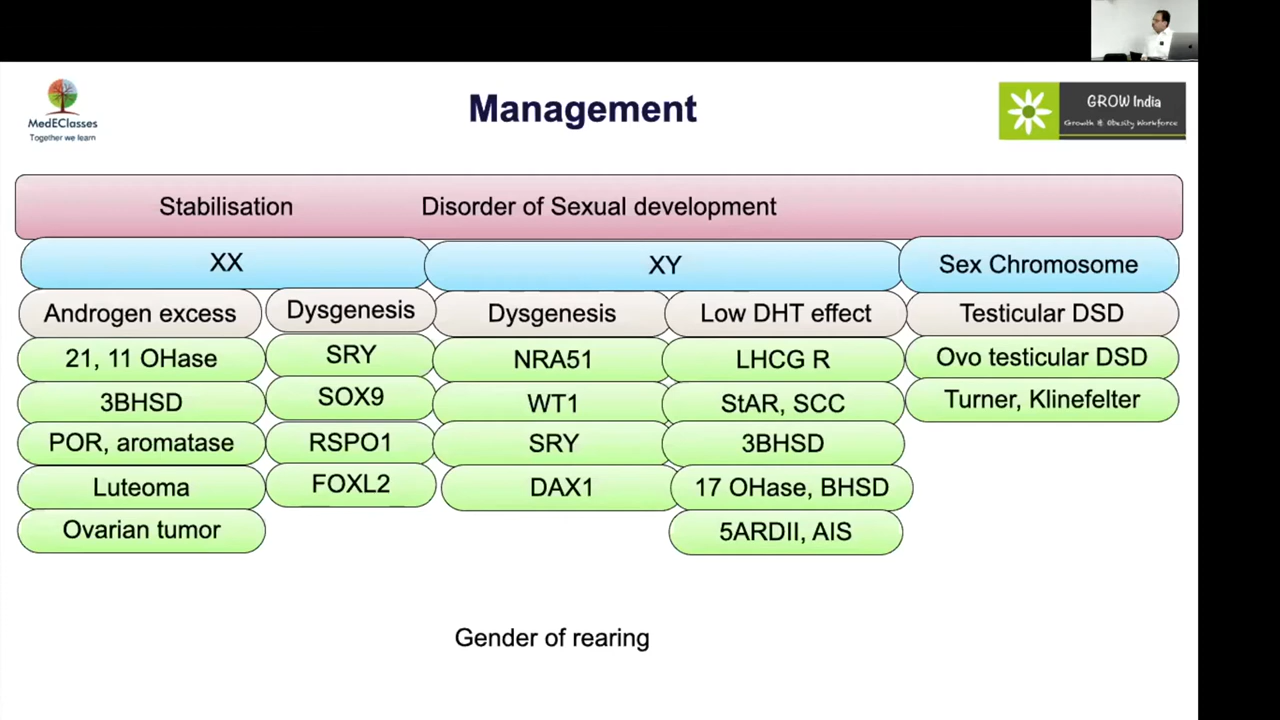 MedEClasses
Together we learn
Management
GROW India
Growth & Obesity Workforce
Stabilisation Disorder of Sexual development
XX XY Sex Chromosome
Androgen excess Dysgenesis Dysgenesis Low DHT effect Testicular DSD
21, 11 OHase SRY NRA51 LHCG R Ovo testicular DSD
3BHSD SOX9 WT1 StAR, SCC Turner, Klinefelter
POR, aromatase RSPO1 SRY 3BHSD
Luteoma FOXL2 DAX1 17 OHase, BHSD
Ovarian tumor 5ARDII, AIS
Gender of rearing